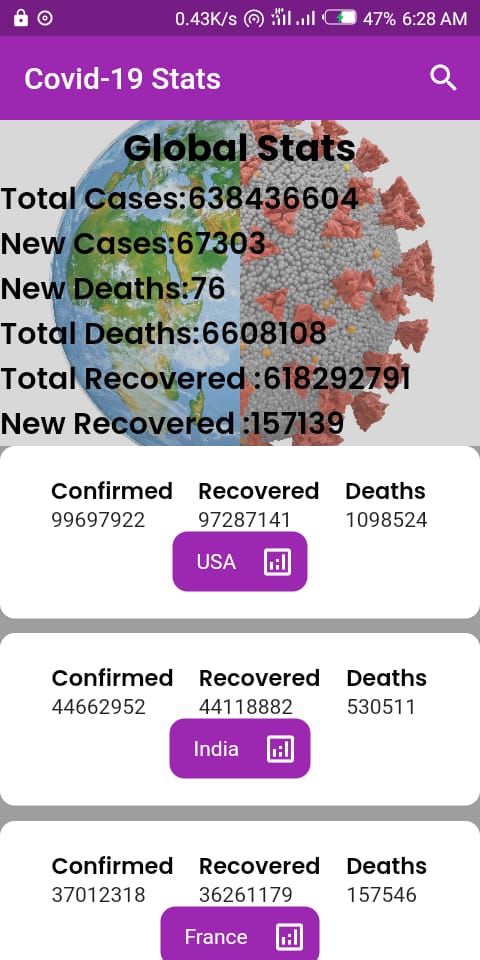 0.43K/s 47% 6:28 AM
Covid-19 Stats
Global Stats
Total Cases:638436604
New Cases:67303
New Deaths:76
Total Deaths:6608108
Total Recovered :618292791
New Recovered :157139
Confirmed Recovered Deaths
99697922 97287141 1098524
USA
Confirmed Recovered Deaths
44662952 44118882 530511
India
Confirmed Recovered Deaths
37012318 36261179 157546
France